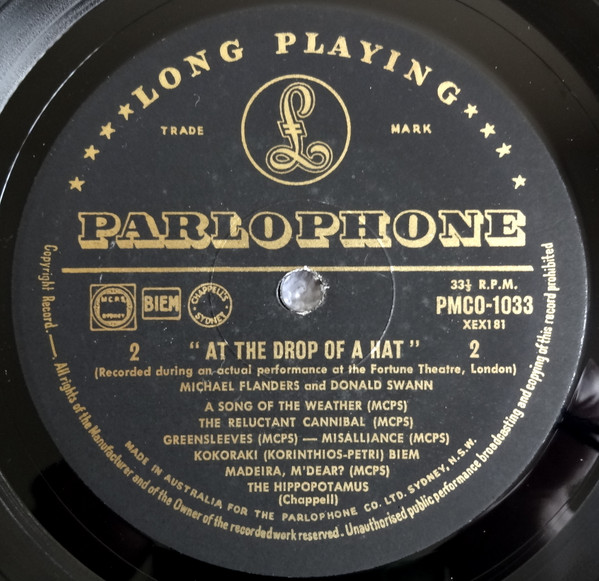 ★★★★ LONG PLAYING ★★★★
TRADE MARK
PARLOPHONE
33⅓ R.P.M.
M.C.P.S. SYDNEY BIEM CHAPPELLS SYDNEY PMCO-1033
XEX181
2 "AT THE DROP OF A HAT" 2
(Recorded during an actual performance at the Fortune Theatre, London)
MICHAEL FLANDERS and DONALD SWANN
A SONG OF THE WEATHER (MCPS)
THE RELUCTANT CANNIBAL (MCPS)
GREENSLEEVES (MCPS) — MISALLIANCE (MCPS)
KOKORAKI (KORINTHIOS-PETRI) BIEM
MADEIRA, M'DEAR? (MCPS)
THE HIPPOPOTAMUS
(Chappell)
MADE IN AUSTRALIA FOR THE PARLOPHONE CO. LTD. SYDNEY, N.S.W.
Copyright Record.—All rights of the Manufacturer and of the Owner of the recorded work reserved. Unauthorised public performance broadcasting and copying of this record prohibited